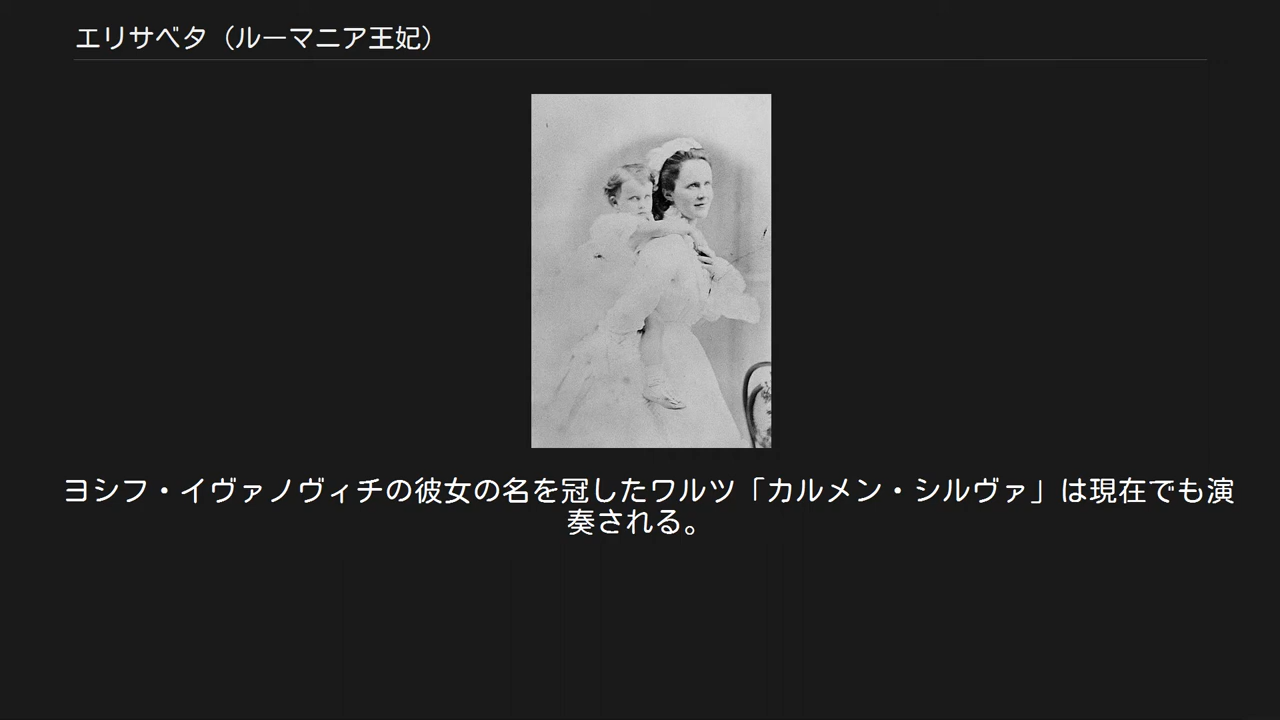 エリサベタ（ルーマニア王妃）
ヨシフ・イヴァノヴィチの彼女の名を冠したワルツ「カルメン・シルヴァ」は現在でも演
奏される。